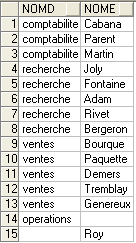 NOMD NOME
1 comptabilite Cabana
2 comptabilite Parent
3 comptabilite Martin
4 recherche Joly
5 recherche Fontaine
6 recherche Adam
7 recherche Rivet
8 recherche Bergeron
9 ventes Bourque
10 ventes Paquette
11 ventes Demers
12 ventes Tremblay
13 ventes Genereux
14 operations
15 Roy